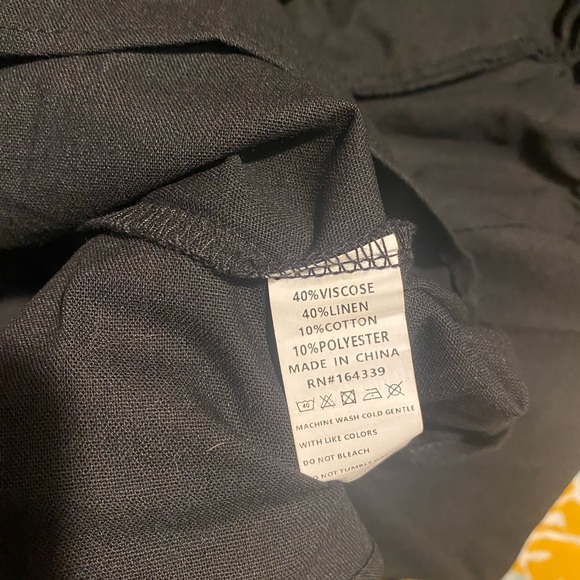 40%VISCOSE
40%LINEN
10%COTTON
10%POLYESTER
MADE IN CHINA
RN#164339
40
MACHINE WASH COLD GENTLE
WITH LIKE COLORS
DO NOT BLEACH
NOT TUMBLE